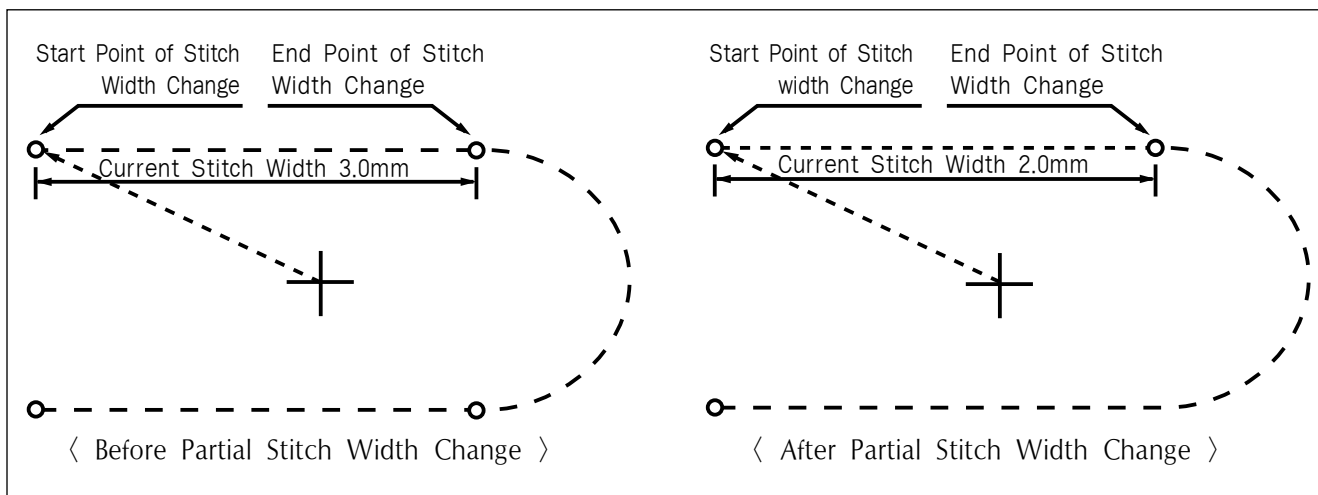 Start Point of Stitch
Width Change
End Point of Stitch
Width Change
Current Stitch Width 3.0mm
〈 Before Partial Stitch Width Change 〉
Start Point of Stitch
width Change
End Point of Stitch
Width Change
Current Stitch Width 2.0mm
〈 After Partial Stitch Width Change 〉